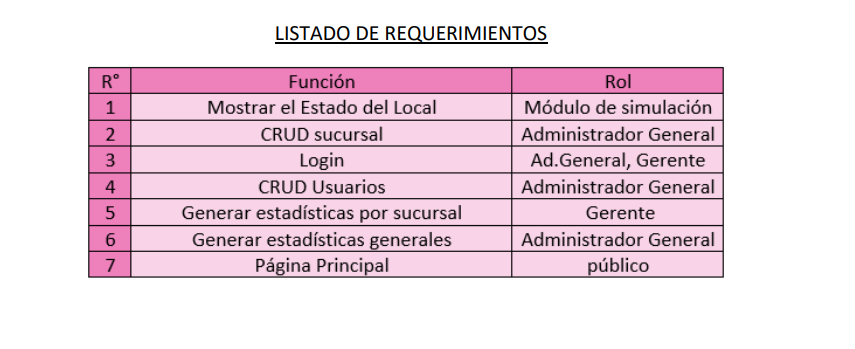 LISTADO DE REQUERIMIENTOS
R° Función Rol
1 Mostrar el Estado del Local Módulo de simulación
2 CRUD sucursal Administrador General
3 Login Ad.General, Gerente
4 CRUD Usuarios Administrador General
5 Generar estadísticas por sucursal Gerente
6 Generar estadísticas generales Administrador General
7 Página Principal público